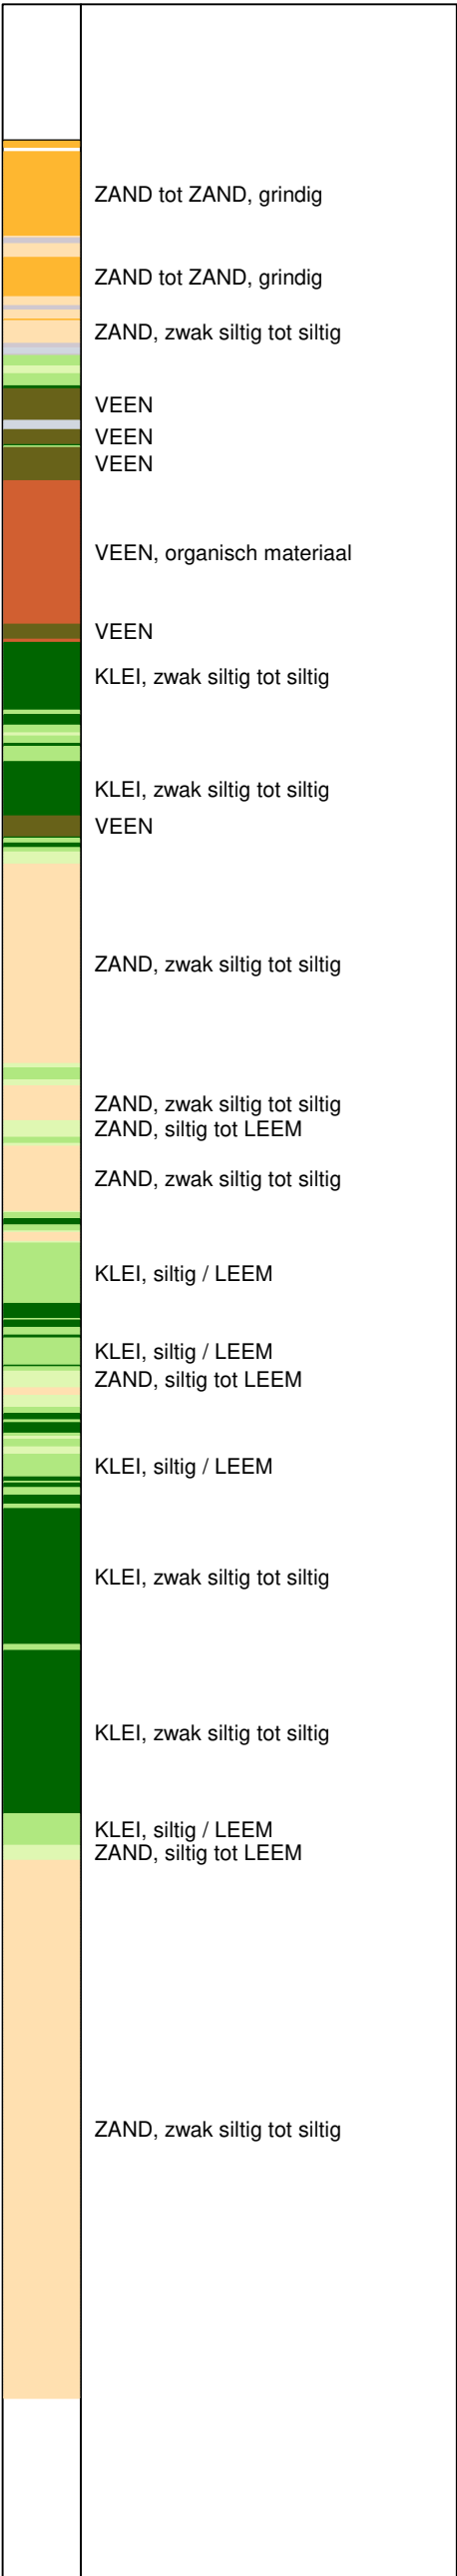 ZAND tot ZAND, grindig
ZAND tot ZAND, grindig
ZAND, zwak siltig tot siltig
VEEN
VEEN
VEEN
VEEN, organisch materiaal
VEEN
KLEI, zwak siltig tot siltig
KLEI, zwak siltig tot siltig
VEEN
ZAND, zwak siltig tot siltig
ZAND, zwak siltig tot siltig
ZAND, siltig tot LEEM
ZAND, zwak siltig tot siltig
KLEI, siltig / LEEM
KLEI, siltig / LEEM
ZAND, siltig tot LEEM
KLEI, siltig / LEEM
KLEI, zwak siltig tot siltig
KLEI, zwak siltig tot siltig
KLEI, siltig / LEEM
ZAND, siltig tot LEEM
ZAND, zwak siltig tot siltig